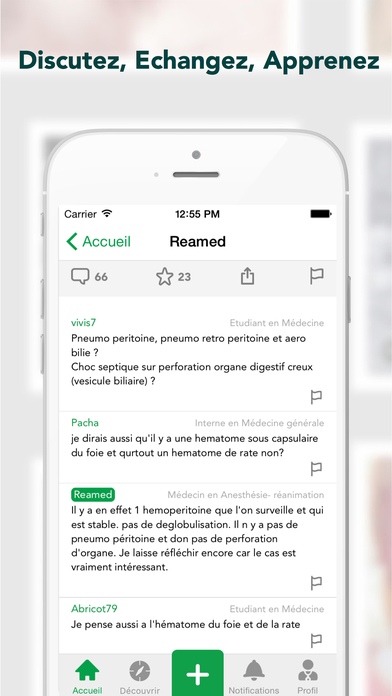 Discutez, Echangez, Apprenez
Carrier 12:55 PM
Accueil Reamed
66 23
vivis7 Etudiant en Médecine
Pneumo peritoine, pneumo retro peritoine et aero
bilie ?
Choc septique sur perforation organe digestif creux
(vesicule biliaire) ?
Pacha Interne en Médecine générale
je dirais aussi qu'il y a une hematome sous capsulaire
du foie et qurtout un hematome de rate non?
Reamed Médecin en Anesthésie- réanimation
Il y a en effet 1 hemoperitoine que l'on surveille et qui
est stable. pas de deglobulisation. Il n y a pas de
pneumo péritoine et don pas de perforation
d'organe. Je laisse réfléchir encore car le cas est
vraiment intéressant.
Abricot79 Etudiant en Médecine
Je pense aussi a l'hématome du foie et de la rate
Accueil Découvrir Notifications Profil